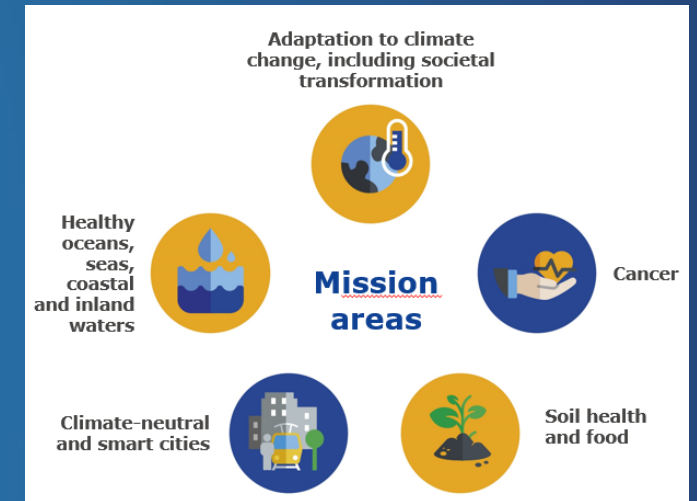 Adaptation to climate
change, including societal
transformation
Healthy
oceans,
seas,
coastal
and inland
waters
Mission
areas
Cancer
Climate-neutral
and smart cities
Soil health
and food